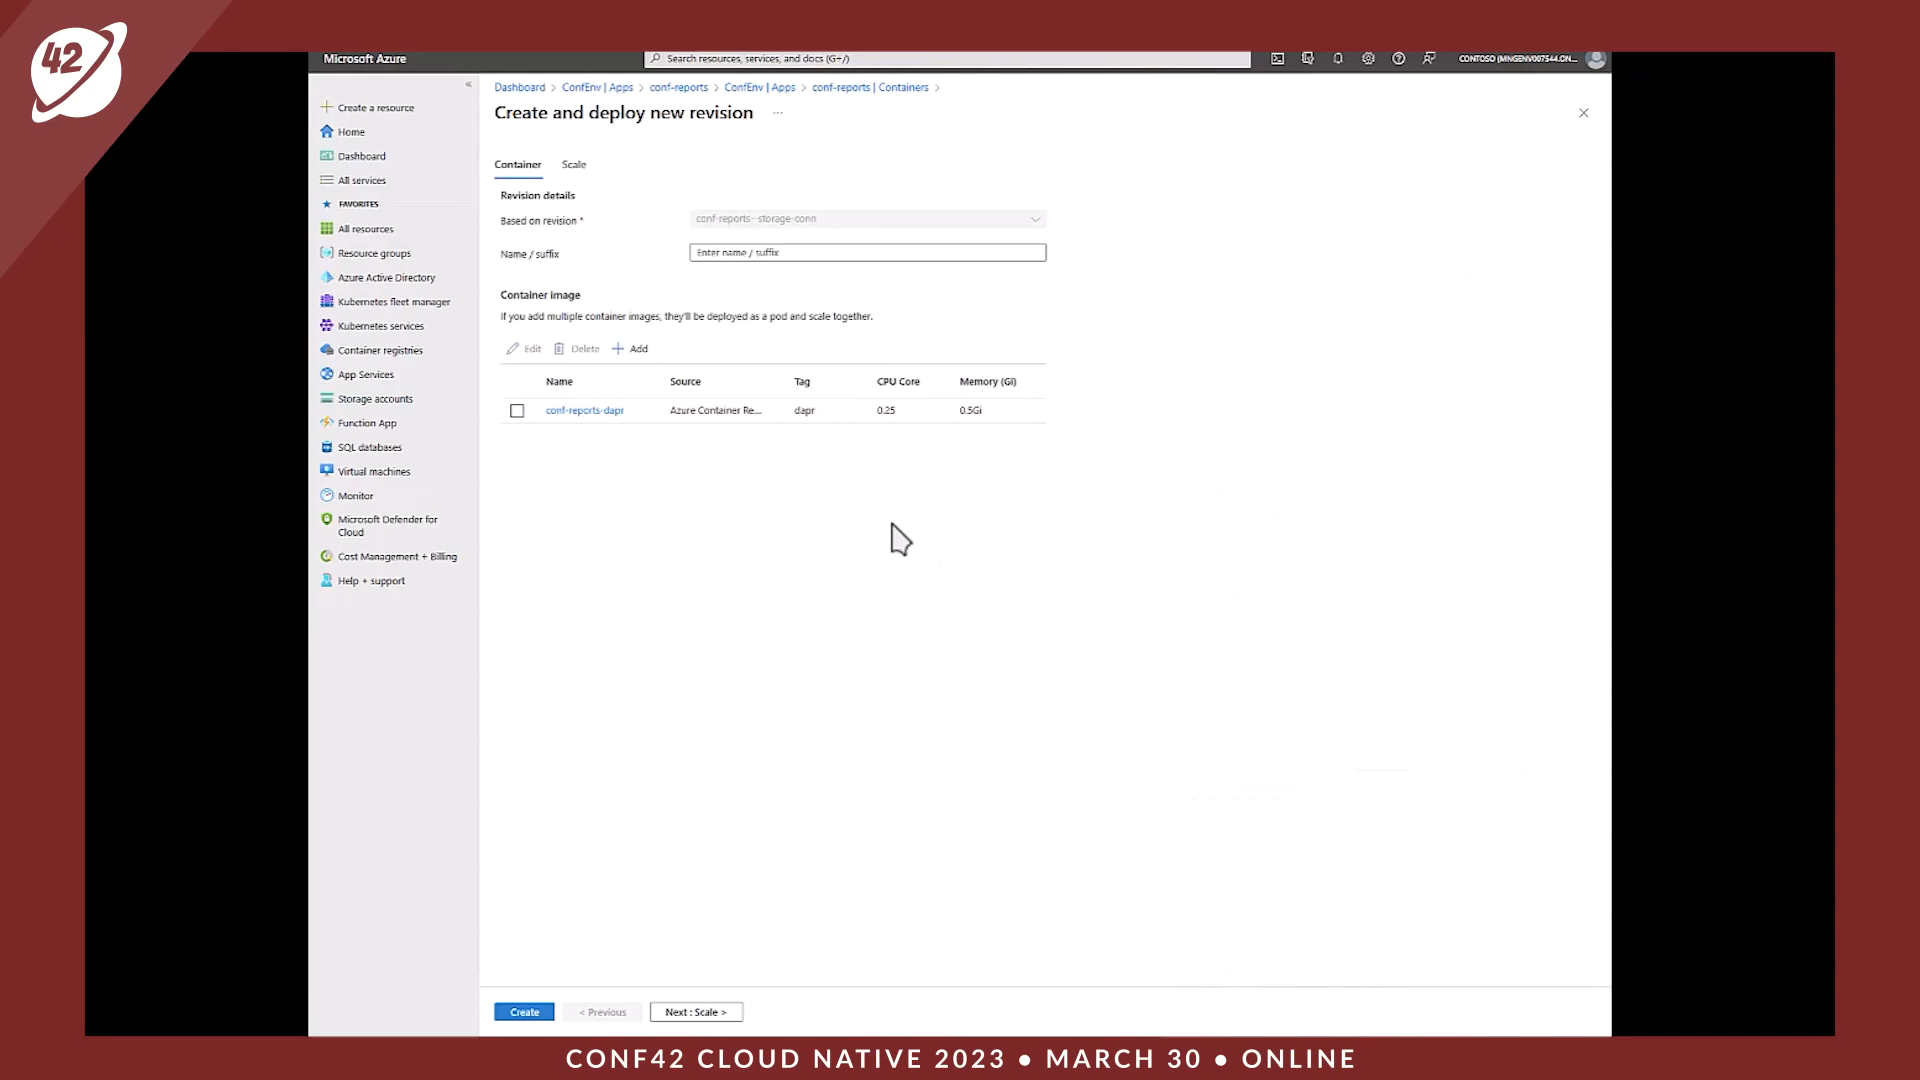 42
Microsoft Azure
Search resources, services, and docs (G+/)
CONTOSO (MNGENV007544.ON...
«
Create a resource
Home
Dashboard
All services
FAVORITES
All resources
Resource groups
Azure Active Directory
Kubernetes fleet manager
Kubernetes services
Container registries
App Services
Storage accounts
Function App
SQL databases
Virtual machines
Monitor
Microsoft Defender for
Cloud
Cost Management + Billing
Help + support
Dashboard > ConfEnv | Apps > conf-reports > ConfEnv | Apps > conf-reports | Containers >
Create and deploy new revision ...
Container Scale
Revision details
Based on revision * conf-reports--storage-conn
Name / suffix Enter name / suffix
Container image
If you add multiple container images, they'll be deployed as a pod and scale together.
Edit Delete Add
Name Source Tag CPU Core Memory (Gi)
conf-reports-dapr Azure Container Re... dapr 0.25 0.5Gi
Create < Previous Next : Scale >
CONF42 CLOUD NATIVE 2023 • MARCH 30 • ONLINE